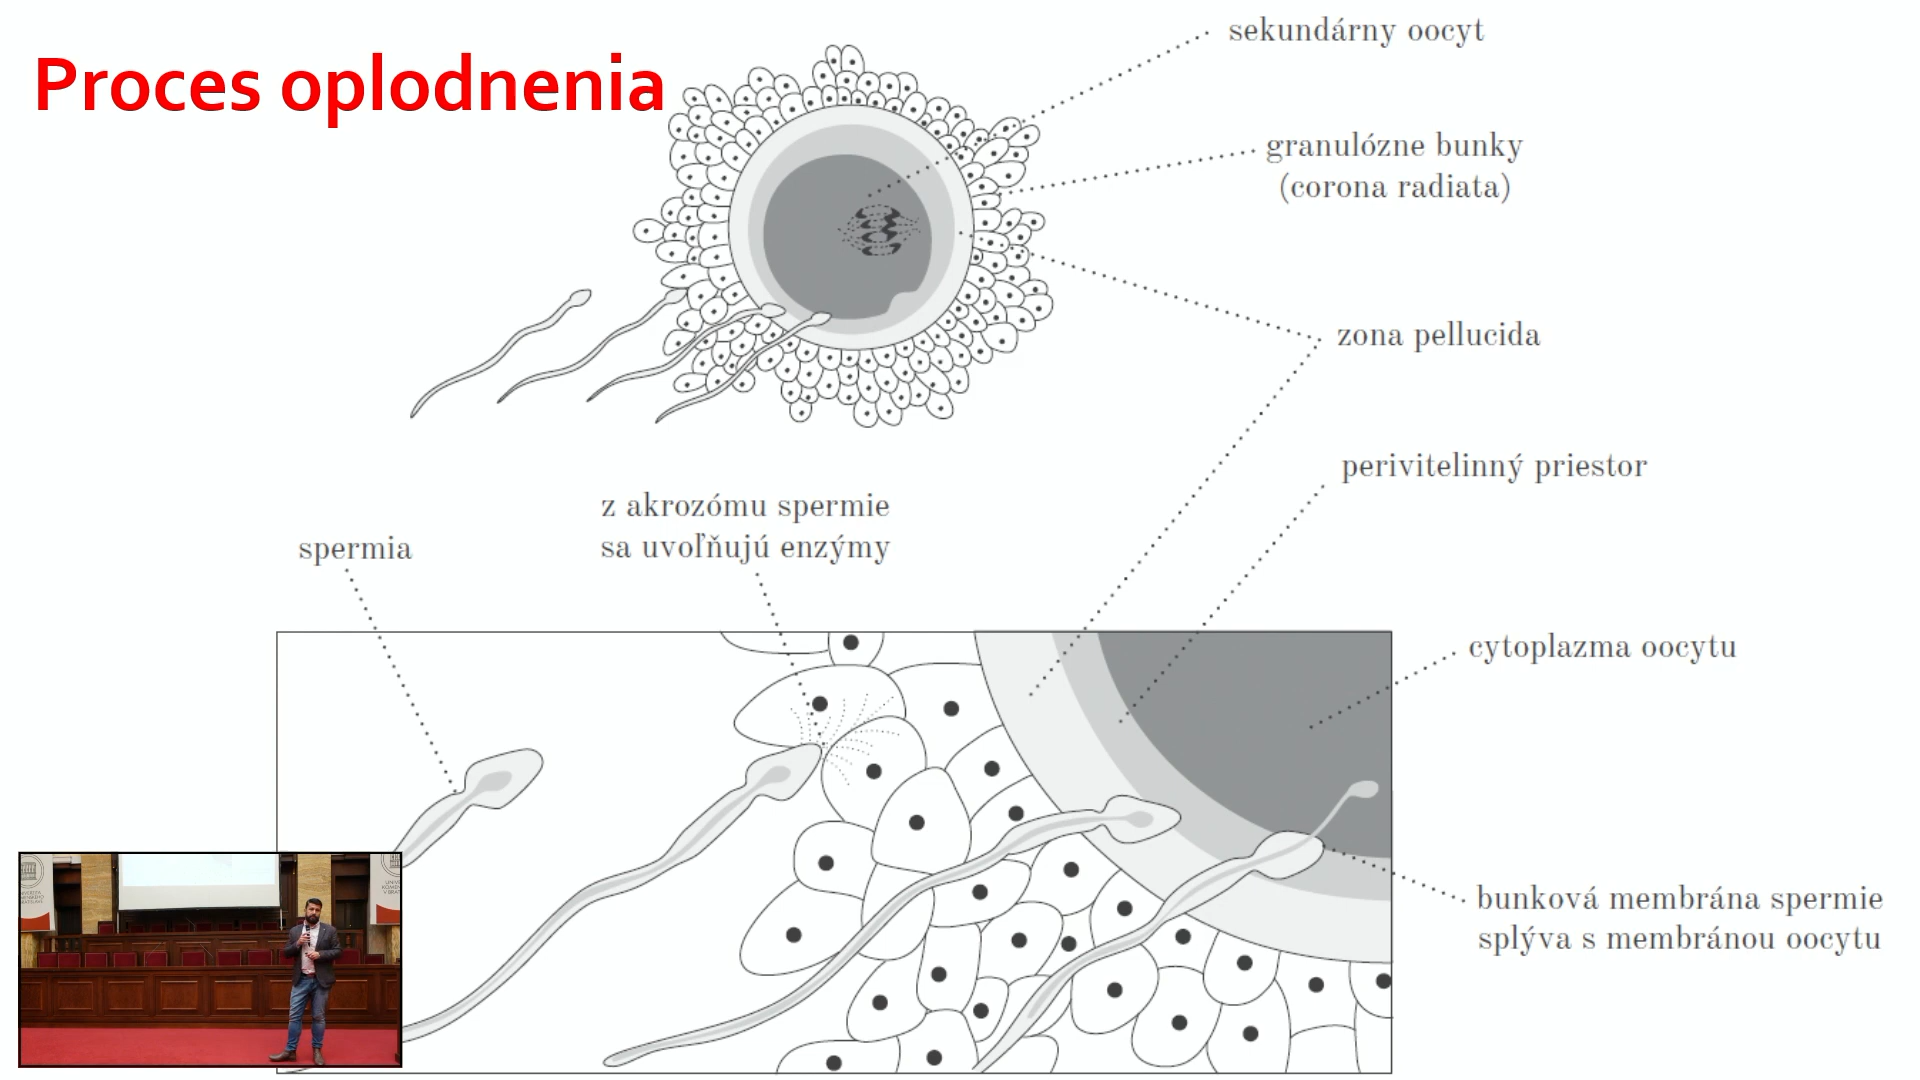 Proces oplodnenia
sekundárny oocyt
granulózne bunky
(corona radiata)
zona pellucida
perivitelinný priestor
z akrozómu spermie
sa uvoľňujú enzýmy
spermia
cytoplazma oocytu
bunková membrána spermie
splýva s membránou oocytu